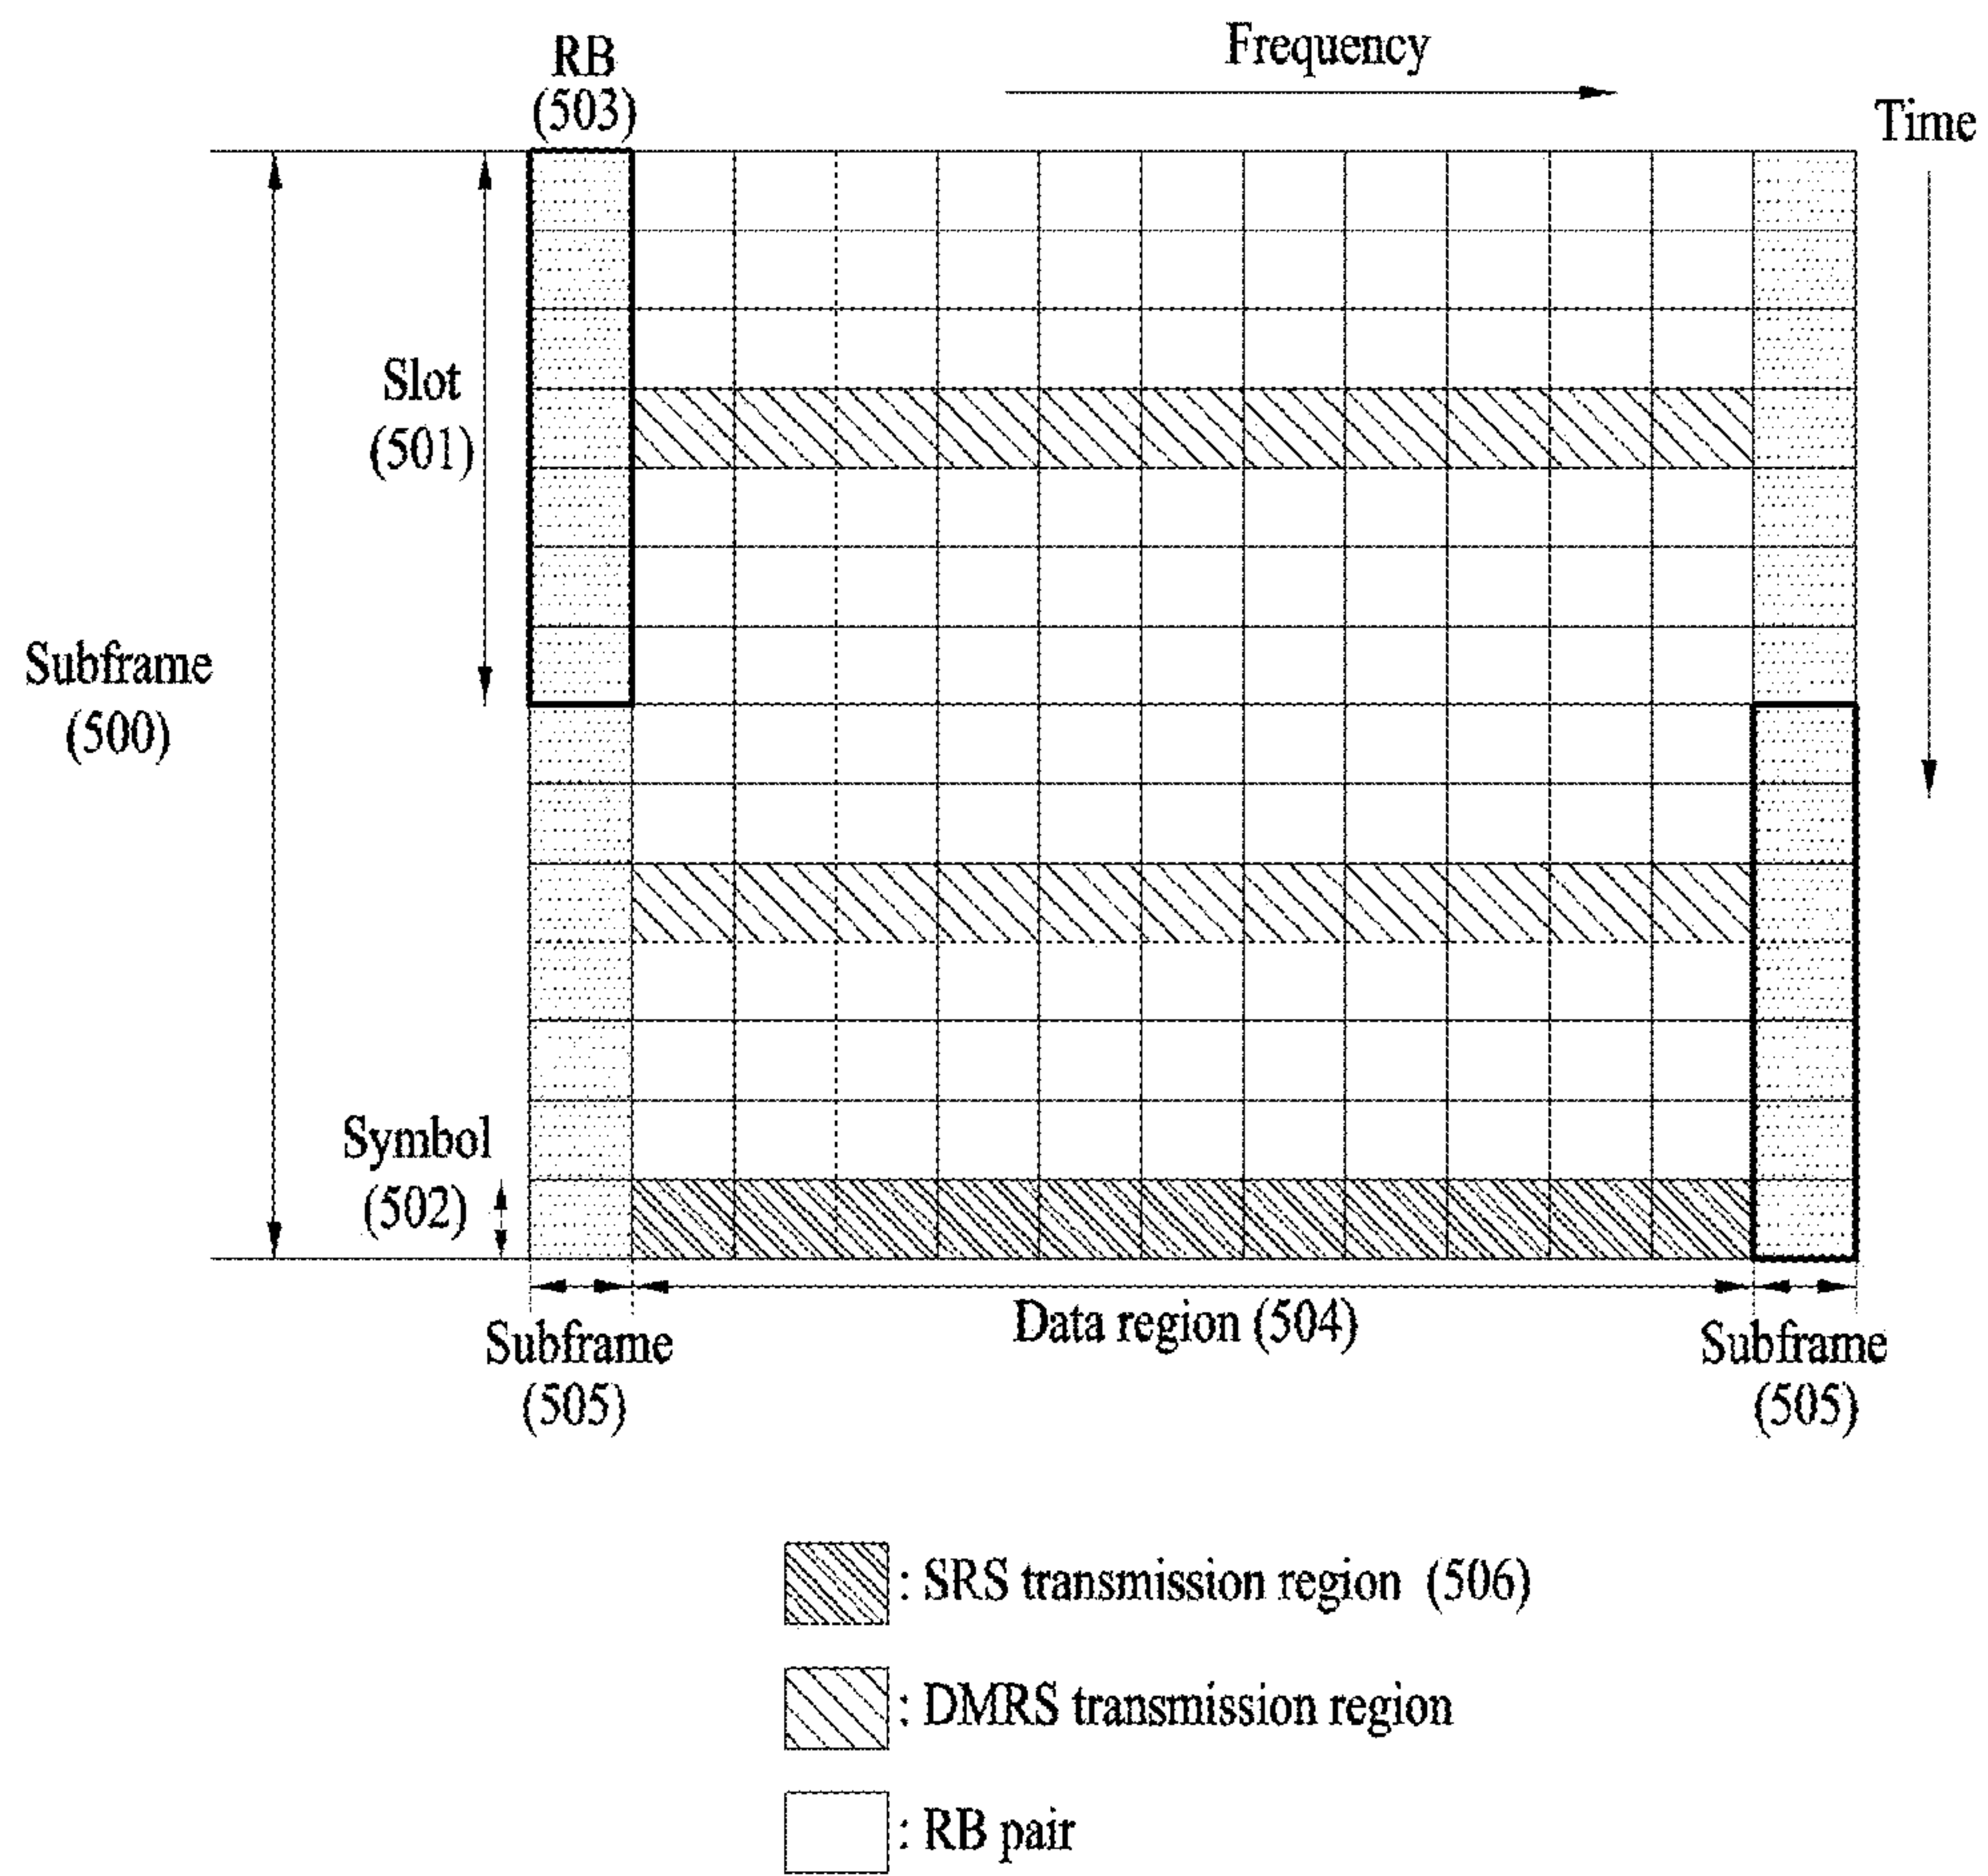 RB
(503)
Frequency
Time
Slot
(501)
Subframe
(500)
Symbol
(502)
Data region (504)
Subframe
(505)
Subframe
(505)
: SRS transmission region (506)
: DMRS transmission region
: RB pair